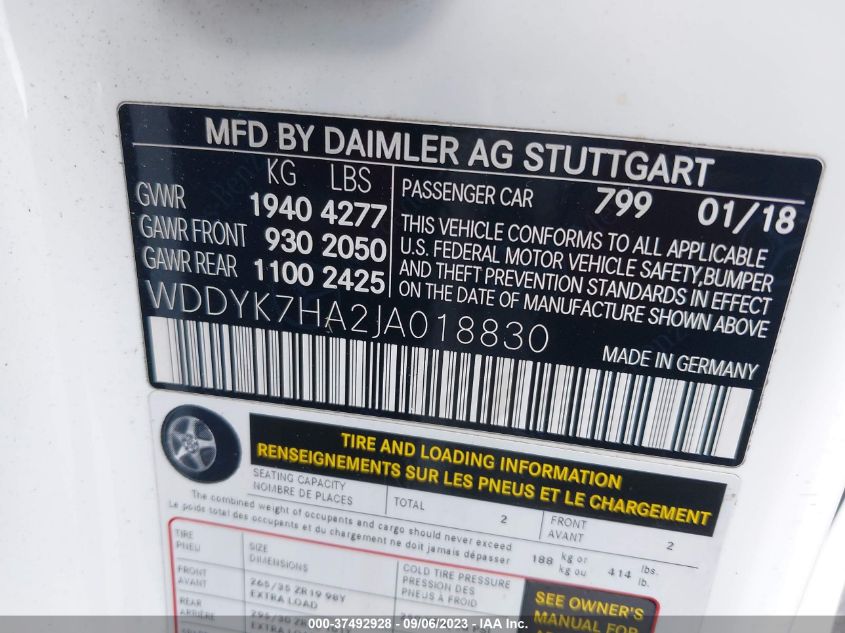 MFD BY DAIMLER AG STUTTGART
KG LBS
GVWR 1940 4277
GAWR FRONT 930 2050
GAWR REAR 1100 2425
PASSENGER CAR 799 01/18
THIS VEHICLE CONFORMS TO ALL APPLICABLE
U.S. FEDERAL MOTOR VEHICLE SAFETY,BUMPER
AND THEFT PREVENTION STANDARDS IN EFFECT
ON THE DATE OF MANUFACTURE SHOWN ABOVE
WDDYK7HA2JA018830
MADE IN GERMANY
TIRE AND LOADING INFORMATION
RENSEIGNEMENTS SUR LES PNEUS ET LE CHARGEMENT
SEATING CAPACITY
NOMBRE DE PLACES
TOTAL 2
FRONT
AVANT 2
The combined weight of occupants and cargo should never exceed
Le poids total des occupants et du chargement ne doit jamais dépasser
188 kg or
kg ou
414 lbs.
lb.
TIRE
PNEU
SIZE
DIMENSIONS
COLD TIRE PRESSURE
PRESSION DES
PNEUS À FROID
SEE OWNER'S
MANUAL FOR
FRONT
AVANT
265/35 ZR19 98Y
EXTRA LOAD
REAR
ARRIÈRE
EXTRA LOAD
000-37492928 - 09/06/2023 - IAA Inc.